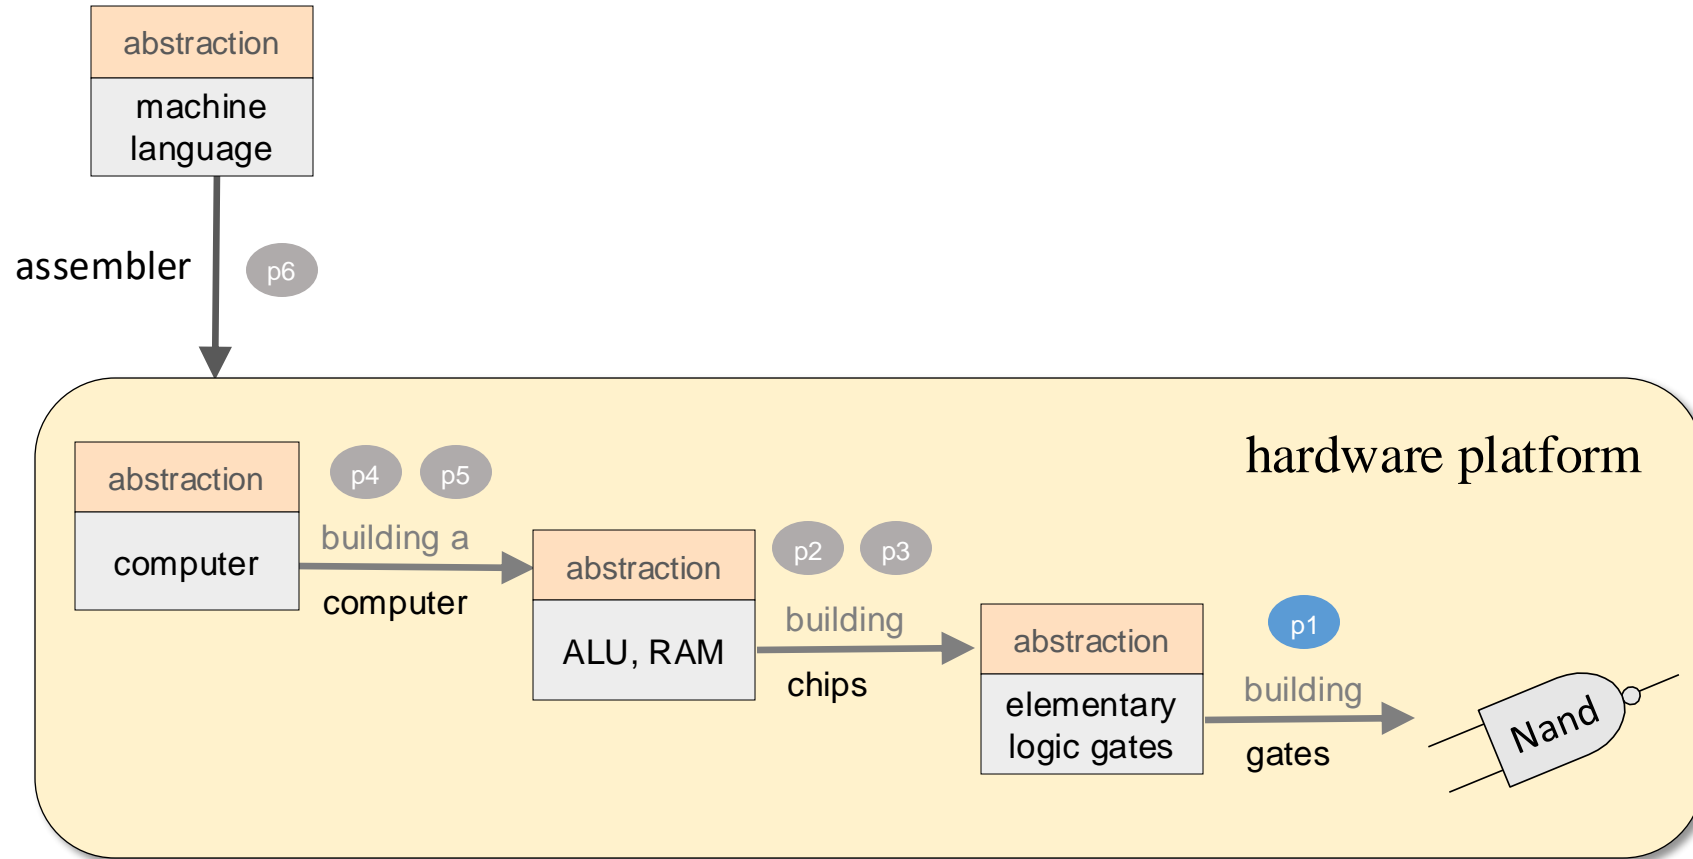 abstraction
machine
language
assembler
p6
hardware platform
abstraction
computer
p4
p5
building a
computer
abstraction
ALU, RAM
p2
p3
building
chips
abstraction
elementary
logic gates
p1
building
gates
Nand